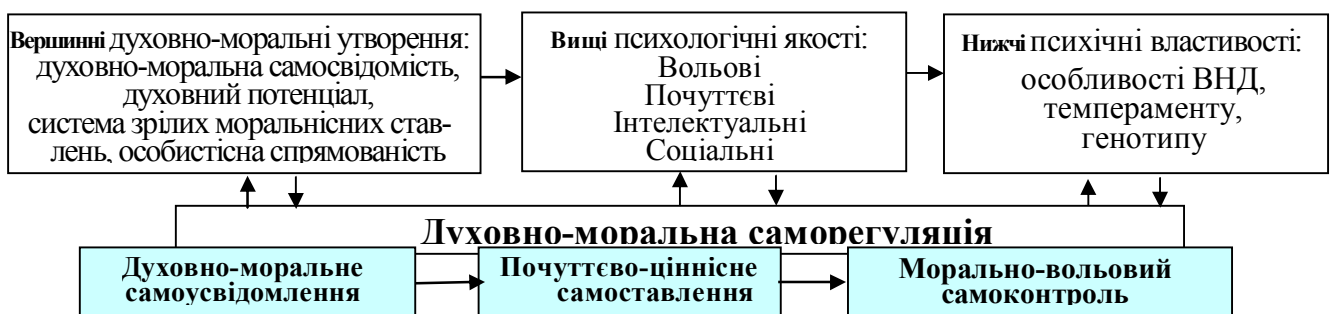 Вершинні духовно-моральні утворення:
духовно-моральна самосвідомість,
духовний потенціал,
система зрілих моральнісних став-
лень, особистісна спрямованість
Вищі психологічні якості:
Вольові
Почуттєві
Інтелектуальні
Соціальні
Нижчі психічні властивості:
особливості ВНД,
темпераменту,
генотипу
Духовно-моральна саморегуляція
Духовно-моральне
самоусвідомлення
Почуттєво-ціннісне
самоставлення
Морально-вольовий
самоконтроль